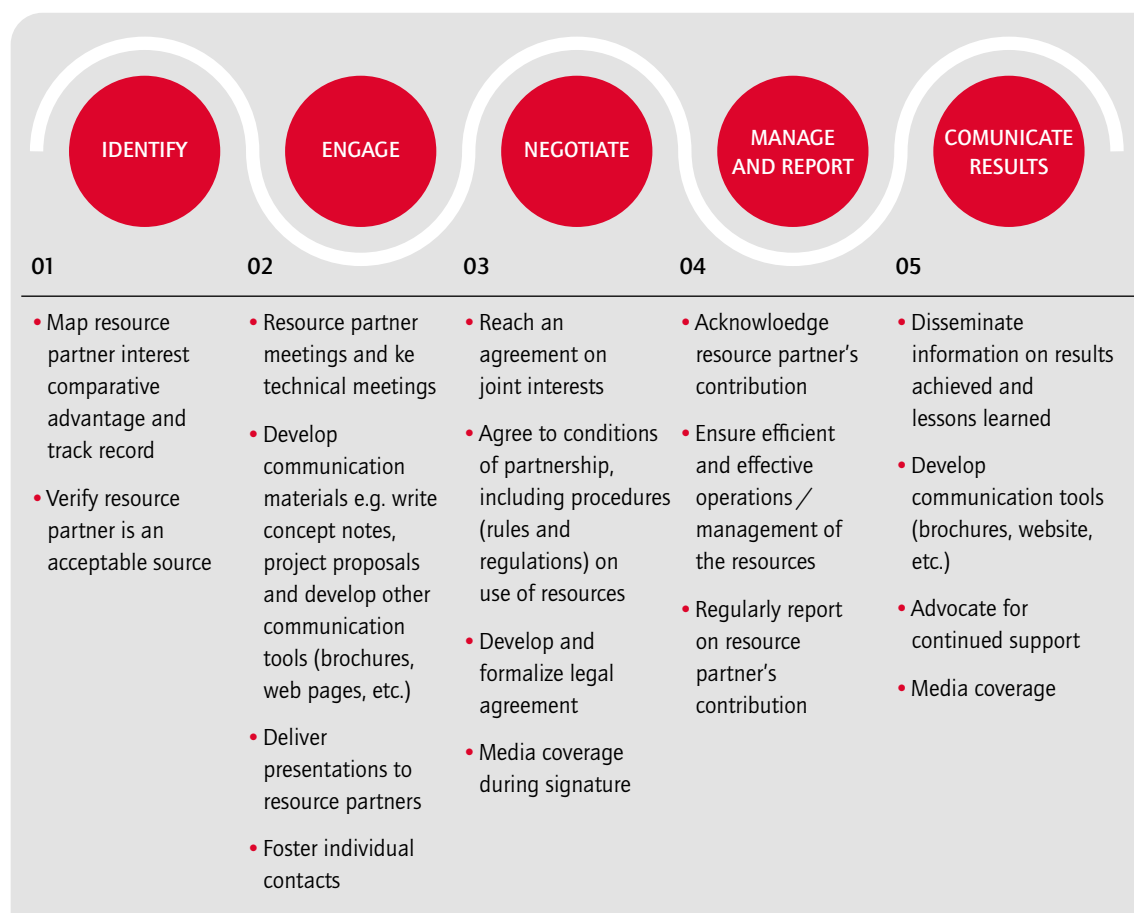 IDENTIFY
ENGAGE
NEGOTIATE
MANAGE
AND REPORT
COMUNICATE
RESULTS
01
02
03
04
05
• Map resource
partner interest
comparative
advantage and
track record
• Verify resource
partner is an
acceptable source
• Resource partner
meetings and ke
technical meetings
• Develop
communication
materials e.g. write
concept notes,
project proposals
and develop other
communication
tools (brochures,
web pages, etc.)
• Deliver
presentations to
resource partners
• Foster individual
contacts
• Reach an
agreement on
joint interests
• Agree to conditions
of partnership,
including procedures
(rules and
regulations) on
use of resources
• Develop and
formalize legal
agreement
• Media coverage
during signature
• Acknowloedge
resource partner's
contribution
• Ensure efficient
and effective
operations /
management of
the resources
• Regularly report
on resource
partner's
contribution
• Disseminate
information on results
achieved and
lessons learned
• Develop
communication tools
(brochures, website,
etc.)
• Advocate for
continued support
• Media coverage